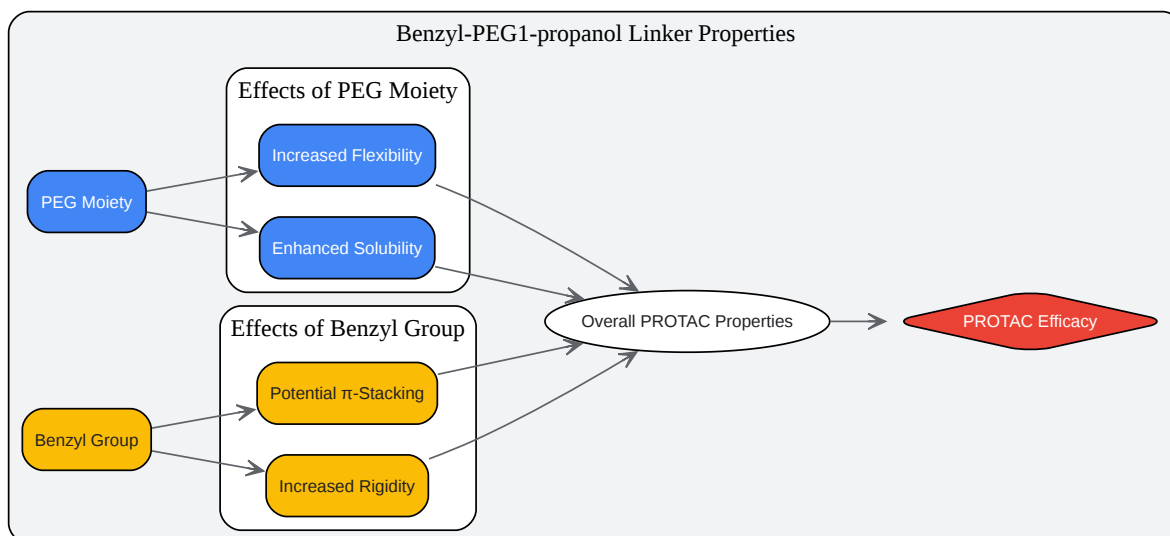 Benzyl-PEG1-propanol Linker Properties
Effects of PEG Moiety
Increased Flexibility
PEG Moiety
Enhanced Solubility
Effects of Benzyl Group
Overall PROTAC Properties
PROTAC Efficacy
Potential π-Stacking
Benzyl Group
Increased Rigidity